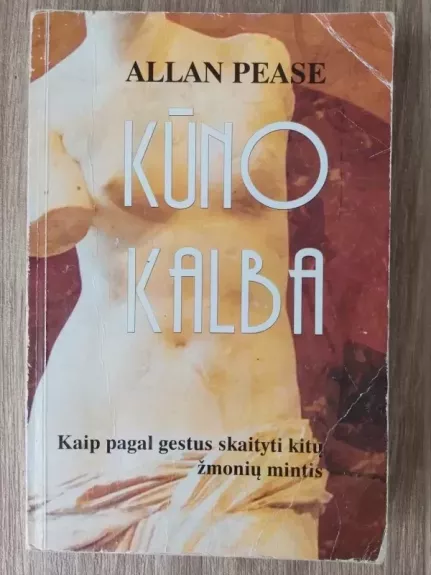 ALLAN PEASE
KŪNO
KALBA
Kaip pagal gestus skaityti kitų
žmonių mintis